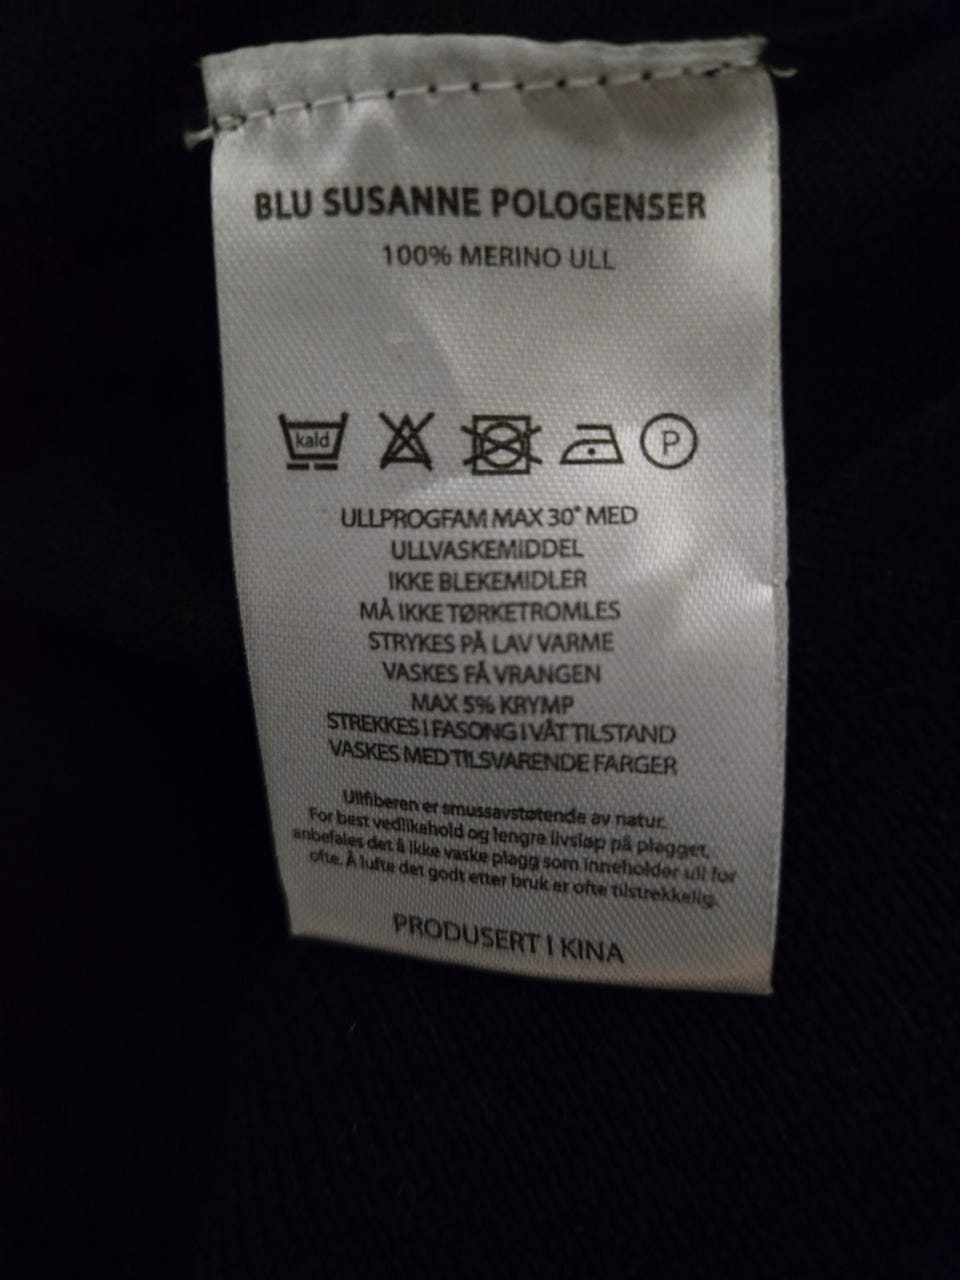 BLU SUSANNE POLOGENSER
100% MERINO ULL
kald P
ULLPROGFAM MAX 30° MED
ULLVASKEMIDDEL
IKKE BLEKEMIDLER
MÅ IKKE TØRKETROMLES
STRYKES PÅ LAV VARME
VASKES FÅ VRANGEN
MAX 5% KRYMP
STREKKES I FASONG I VÅT TILSTAND
VASKES MED TILSVARENDE FARGER
Ullfiberen er smussavstøtende av natur.
For best vedlikehold og lengre livsløp på plagget,
anbefales det å ikke vaske plagg som inneholder ull for
ofte. Å lufte det godt etter bruk er ofte tilstrekkelig.
PRODUSERT I KINA